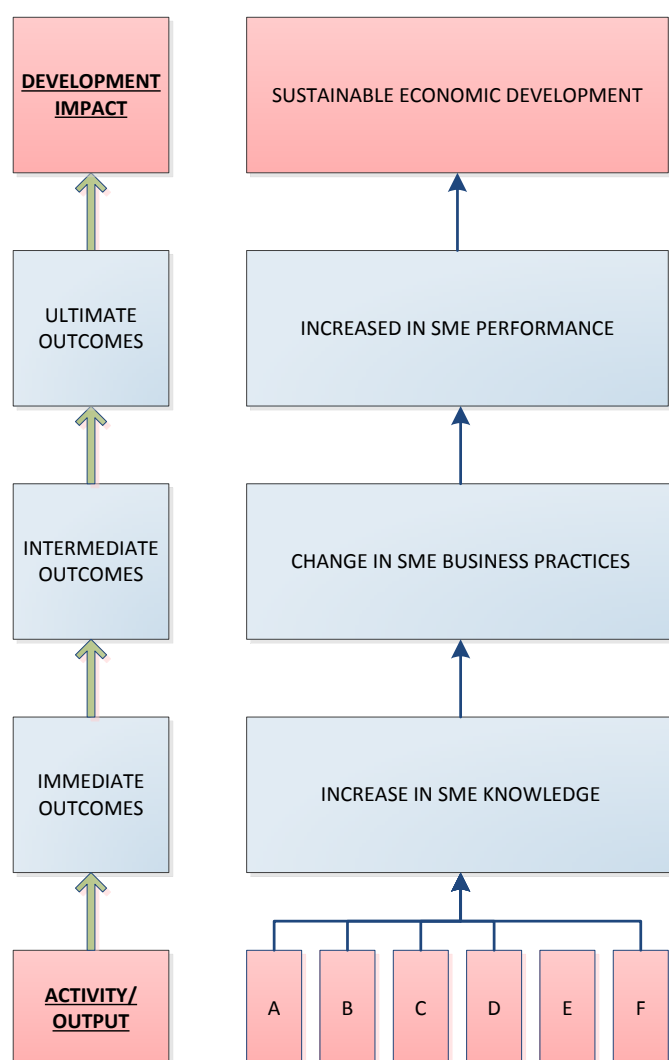 DEVELOPMENT
IMPACT
SUSTAINABLE ECONOMIC DEVELOPMENT
ULTIMATE
OUTCOMES
INCREASED IN SME PERFORMANCE
INTERMEDIATE
OUTCOMES
CHANGE IN SME BUSINESS PRACTICES
IMMEDIATE
OUTCOMES
INCREASE IN SME KNOWLEDGE
ACTIVITY/
OUTPUT
A
B
C
D
E
F